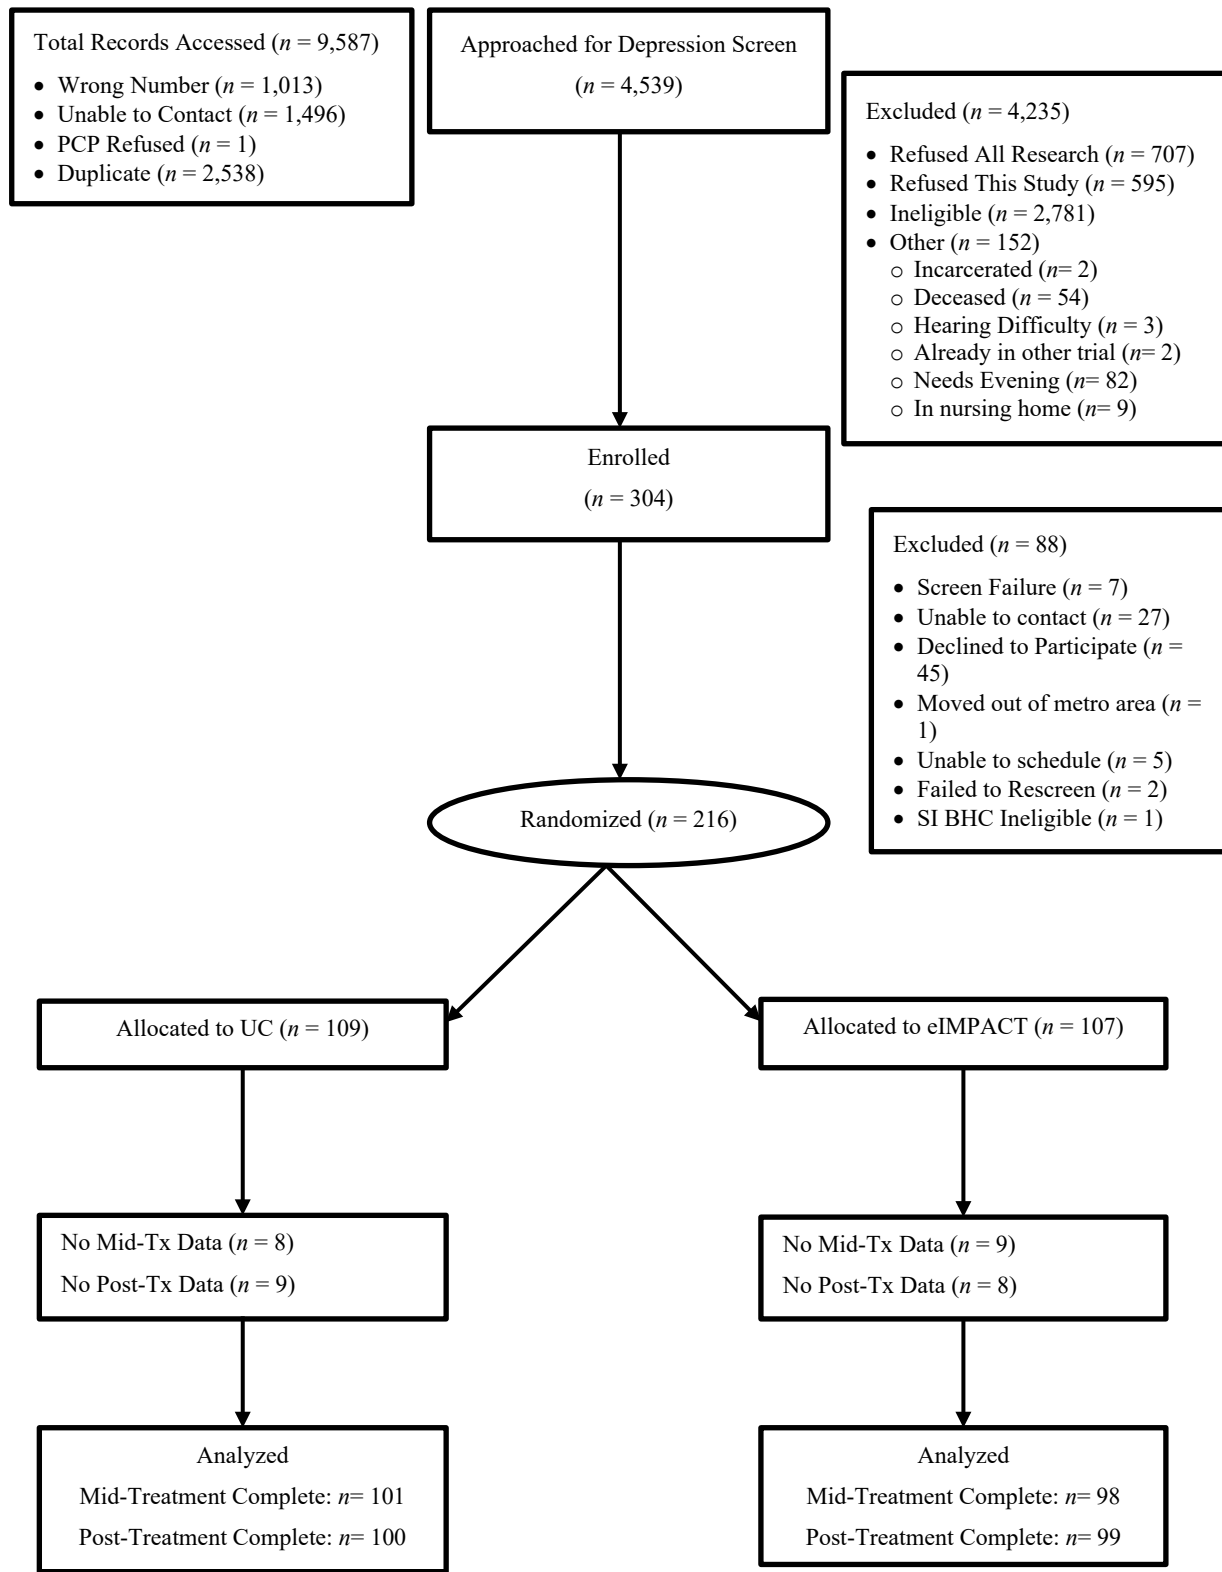 Total Records Accessed (n = 9,587)
• Wrong Number (n = 1,013)
• Unable to Contact (n = 1,496)
• PCP Refused (n = 1)
• Duplicate (n = 2,538)
Approached for Depression Screen
(n = 4,539)
Excluded (n = 4,235)
• Refused All Research (n = 707)
• Refused This Study (n = 595)
• Ineligible (n = 2,781)
• Other (n = 152)
o Incarcerated (n= 2)
o Deceased (n = 54)
o Hearing Difficulty (n = 3)
o Already in other trial (n= 2)
o Needs Evening (n= 82)
o In nursing home (n= 9)
Enrolled
(n = 304)
Excluded (n = 88)
• Screen Failure (n = 7)
• Unable to contact (n = 27)
• Declined to Participate (n =
45)
• Moved out of metro area (n =
1)
• Unable to schedule (n = 5)
• Failed to Rescreen (n = 2)
• SI BHC Ineligible (n = 1)
Randomized (n = 216)
Allocated to UC (n = 109)
Allocated to eIMPACT (n = 107)
No Mid-Tx Data (n = 8)
No Post-Tx Data (n = 9)
No Mid-Tx Data (n = 9)
No Post-Tx Data (n = 8)
Analyzed
Mid-Treatment Complete: n= 101
Post-Treatment Complete: n= 100
Analyzed
Mid-Treatment Complete: n= 98
Post-Treatment Complete: n= 99